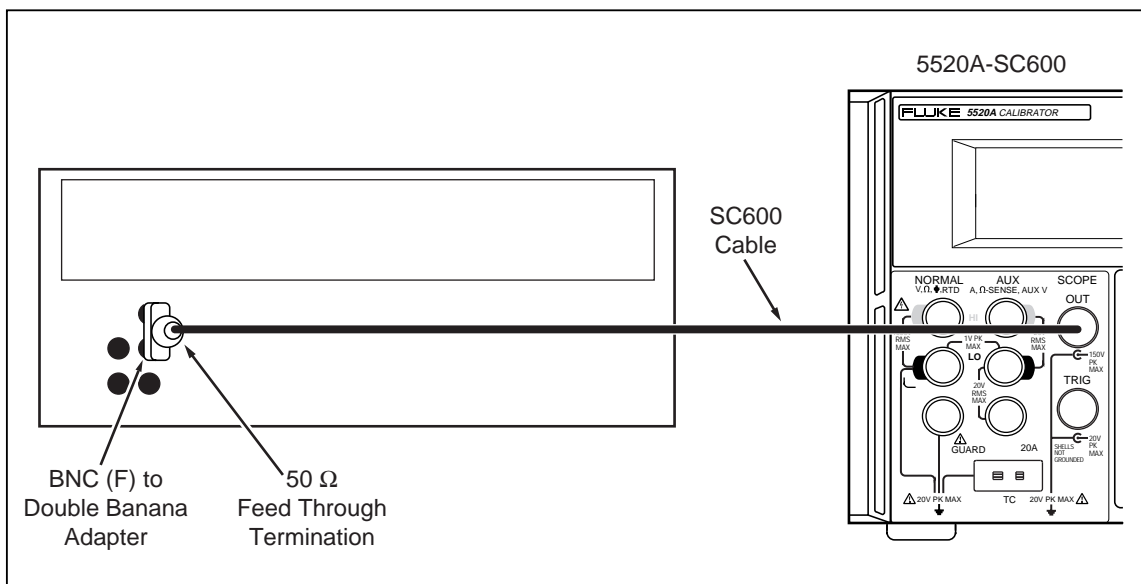 5520A-SC600
FLUKE 5520A CALIBRATOR
SC600
Cable
NORMAL
V, Ω, RTD
AUX
A, Ω-SENSE, AUX V
SCOPE
OUT
HI
RMS
MAX
1V PK
MAX
LO
RMS
MAX
150V
PK
MAX
20V
RMS
MAX
TRIG
GUARD
20A
SHELLS
NOT
GROUNDED
20V
PK
MAX
TC
20V PK MAX
20V PK MAX
BNC (F) to
Double Banana
Adapter
50 Ω
Feed Through
Termination